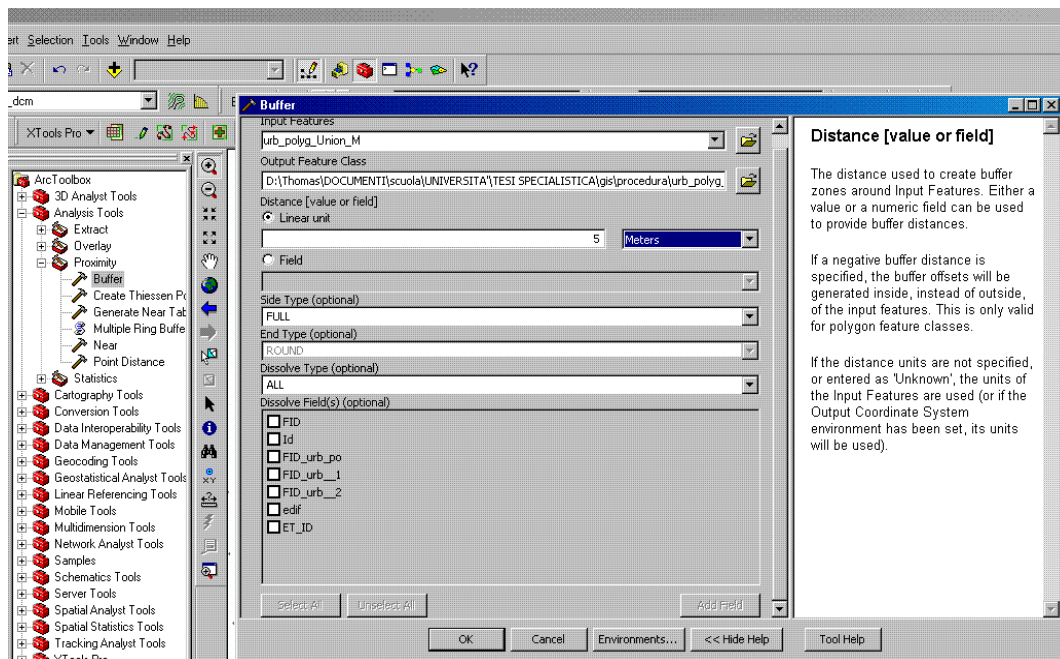 ert Selection Tools Window Help
_dcm
XTools Pro
ArcToolbox
3D Analyst Tools
Analysis Tools
Extract
Overlay
Proximity
Buffer
Create Thiessen Po
Generate Near Tab
Multiple Ring Buffe
Near
Point Distance
Statistics
Cartography Tools
Conversion Tools
Data Interoperability Tools
Data Management Tools
Geocoding Tools
Geostatistical Analyst Tools
Linear Referencing Tools
Mobile Tools
Multidimension Tools
Network Analyst Tools
Samples
Schematics Tools
Server Tools
Spatial Analyst Tools
Spatial Statistics Tools
Tracking Analyst Tools
XTools Pro
XY
Buffer
Input Features
urb_polyg_Union_M
Output Feature Class
D:\Thomas\DOCUMENTI\scuola\UNIVERSITA'\TESI SPECIALISTICA\gis\procedura\urb_polyg_
Distance [value or field]
Linear unit
5 Meters
Field
Side Type (optional)
FULL
End Type (optional)
ROUND
Dissolve Type (optional)
ALL
Dissolve Field(s) (optional)
FID
Id
FID_urb_po
FID_urb__1
FID_urb__2
edif
ET_ID
Select All Unselect All Add Field
OK Cancel Environments... << Hide Help Tool Help
Distance [value or field]
The distance used to create buffer
zones around Input Features. Either a
value or a numeric field can be used
to provide buffer distances.
If a negative buffer distance is
specified, the buffer offsets will be
generated inside, instead of outside,
of the input features. This is only valid
for polygon feature classes.
If the distance units are not specified,
or entered as 'Unknown', the units of
the Input Features are used (or if the
Output Coordinate System
environment has been set, its units
will be used).